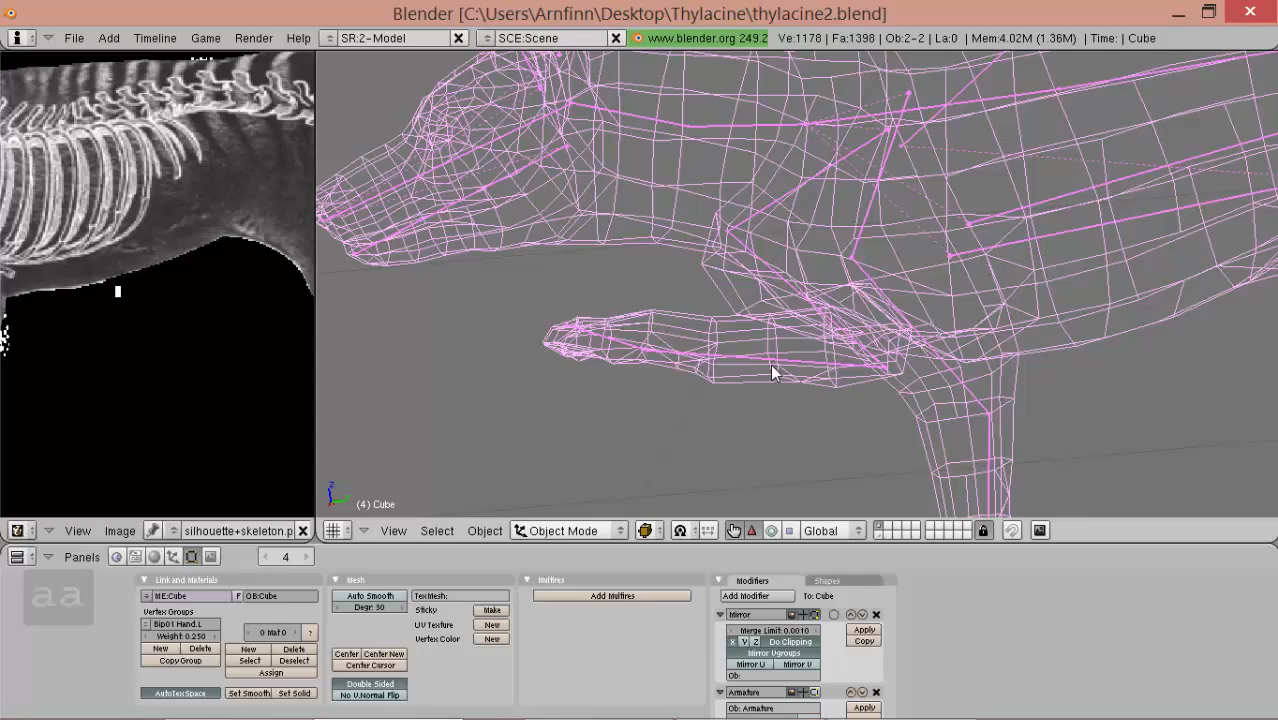 Blender [C:\Users\Arnfinn\Desktop\Thylacine\thylacine2.blend]
File Add Timeline Game Render Help SR:2-Model SCE:Scene www.blender.org 249.2 Ve:1178 | Fa:1398 | Ob:2-2 | La:0 | Mem:4.02M (1.36M) | Time: | Cube
z
(4) Cube
View Image silhouette+skeleton.p View Select Object Object Mode Global
Panels 4
aa
Link and Materials Mesh Multires Modifiers Shapes
ME:Cube F OB:Cube Auto Smooth TexMesh: Add Multires Add Modifier To: Cube
Vertex Groups Degr: 30 Sticky Make Mirror
Bip01 Hand.L 0 Mat 0 ? UV Texture New Merge Limit: 0.0010 Apply
Weight: 0.250 Vertex Color New X Y Z Do Clipping Copy
New Delete New Delete Center Center New Mirror Vgroups
Copy Group Select Deselect Center Cursor Mirror U Mirror V
Assign Ob:
AutoTexSpace Set Smooth Set Solid Double Sided Armature
No V.Normal Flip Ob: Armature Apply